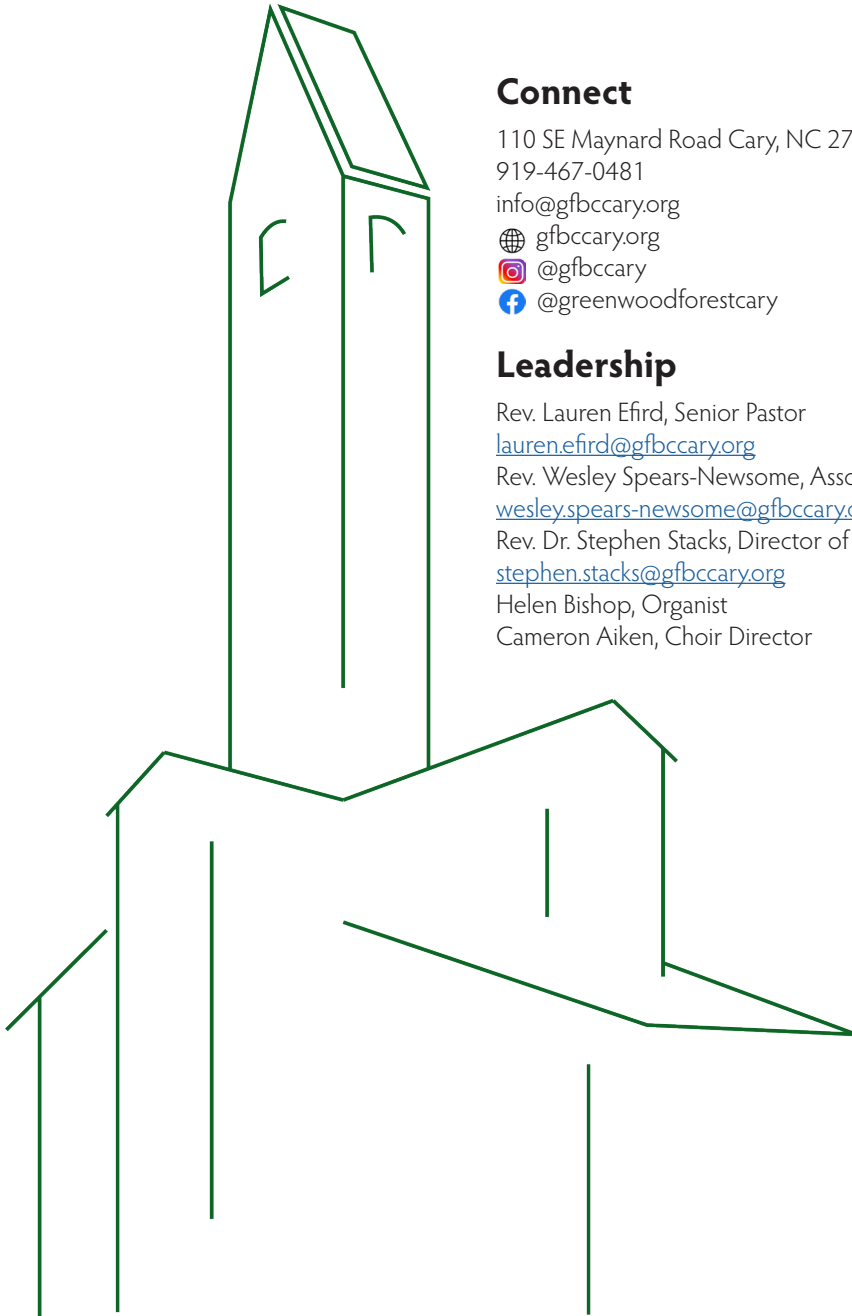 Connect
110 SE Maynard Road Cary, NC 27
919-467-0481
info@gfbccary.org
gfbccary.org
@gfbccary
@greenwoodforestcary
Leadership
Rev. Lauren Efird, Senior Pastor
lauren.efird@gfbccary.org
Rev. Wesley Spears-Newsome, Asso
wesley.spears-newsome@gfbccary.o
Rev. Dr. Stephen Stacks, Director of
stephen.stacks@gfbccary.org
Helen Bishop, Organist
Cameron Aiken, Choir Director